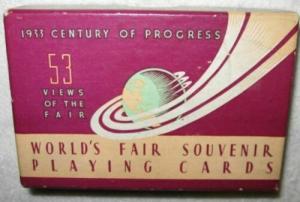 1933 CENTURY OF PROGRESS
53
VIEWS
OF THE
FAIR
WORLD'S FAIR SOUVENIR
PLAYING CARDS